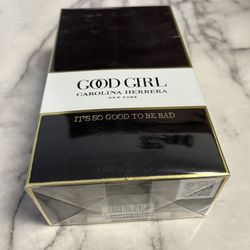 GOOD GIRL
CAROLINA HERRERA
NEW YORK
IT'S SO GOOD TO BE BAD